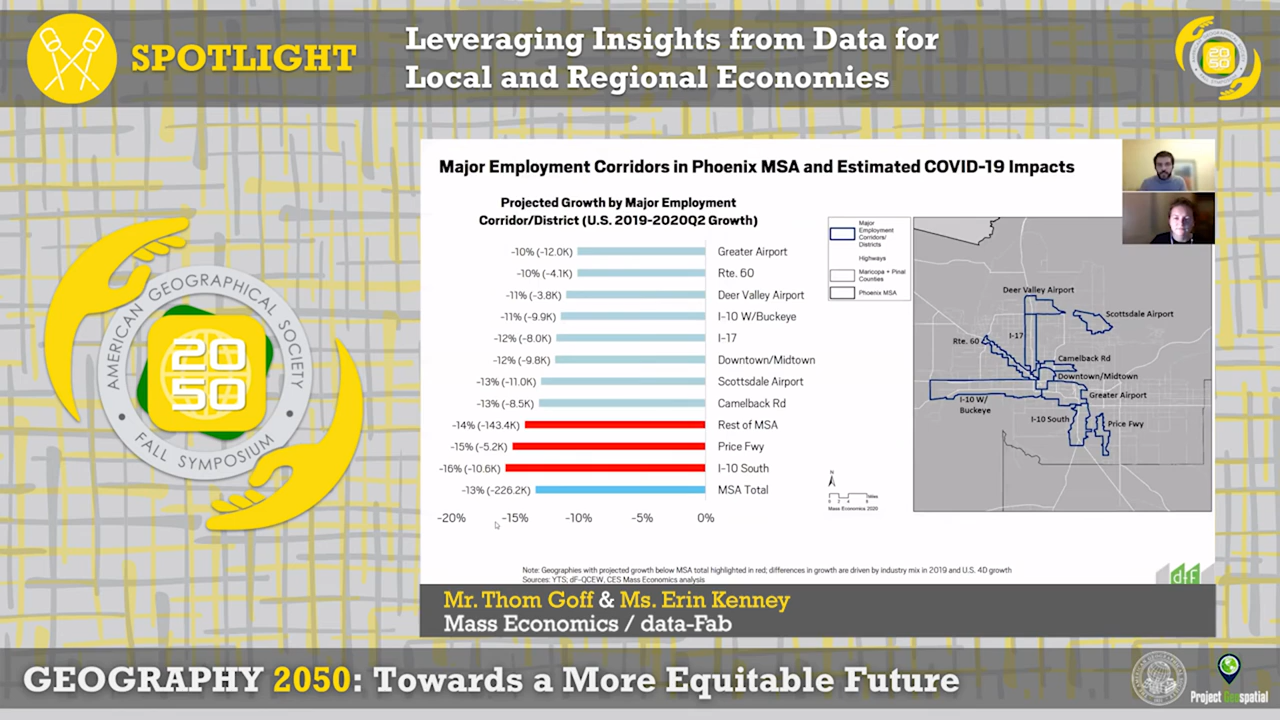 SPOTLIGHT
Leveraging Insights from Data for
Local and Regional Economies
20
50
Major Employment Corridors in Phoenix MSA and Estimated COVID-19 Impacts
Projected Growth by Major Employment
Corridor/District (U.S. 2019-2020Q2 Growth)
-10% (-12.0K) Greater Airport
-10% (-4.1K) Rte. 60
-11% (-3.8K) Deer Valley Airport
-11% (-9.9K) I-10 W/Buckeye
-12% (-8.0K) I-17
-12% (-9.8K) Downtown/Midtown
-13% (-11.0K) Scottsdale Airport
-13% (-8.5K) Camelback Rd
-14% (-143.4K) Rest of MSA
-15% (-5.2K) Price Fwy
-16% (-10.6K) I-10 South
-13% (-226.2K) MSA Total
-20% -15% -10% -5% 0%
Major
Employment
Corridors/
Districts
Highways
Maricopa + Pinal
Counties
Phoenix MSA
N
Miles
Mass Economics 2020
Deer Valley Airport
Scottsdale Airport
I-17
Rte. 60
Camelback Rd
Downtown/Midtown
Greater Airport
I-10 W/
Buckeye
I-10 South
Price Fwy
Note: Geographies with projected growth below MSA total highlighted in red; differences in growth are driven by industry mix in 2019 and U.S. 4D growth
Sources: YTS; dF-QCEW, CES Mass Economics analysis
dF
AMERICAN GEOGRAPHICAL SOCIETY
20
50
FALL SYMPOSIUM
Mr. Thom Goff & Ms. Erin Kenney
Mass Economics / data-Fab
GEOGRAPHY 2050: Towards a More Equitable Future
Project Geospatial